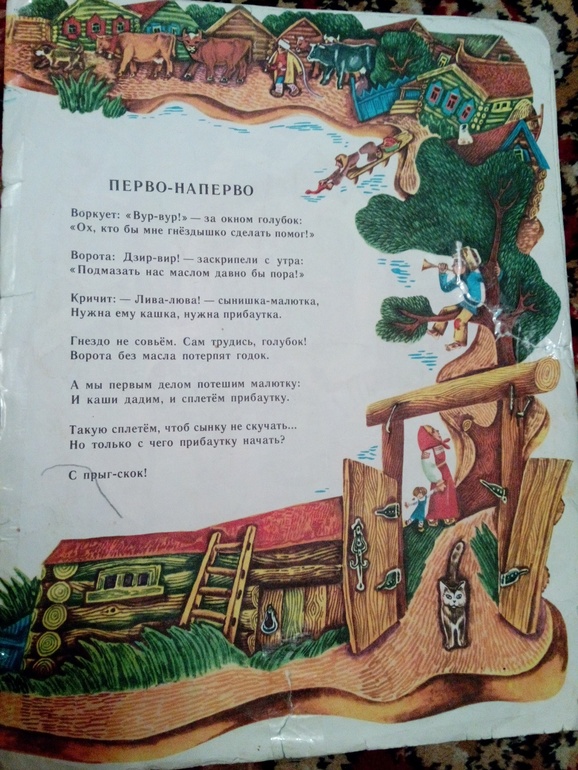 ПЕРВО-НАПЕРВО
Воркует: «Вур-вур!» — за окном голубок:
«Ох, кто бы мне гнёздышко сделать помог!»
Ворота: Дзир-вир! — заскрипели с утра:
«Подмазать нас маслом давно бы пора!»
Кричит: — Лива-люва! — сынишка-малютка,
Нужна ему кашка, нужна прибаутка.
Гнездо не совьём. Сам трудись, голубок!
Ворота без масла потерпят годок.
А мы первым делом потешим малютку:
И каши дадим, и сплетём прибаутку.
Такую сплетём, чтоб сынку не скучать...
Но только с чего прибаутку начать?
С прыг-скок!